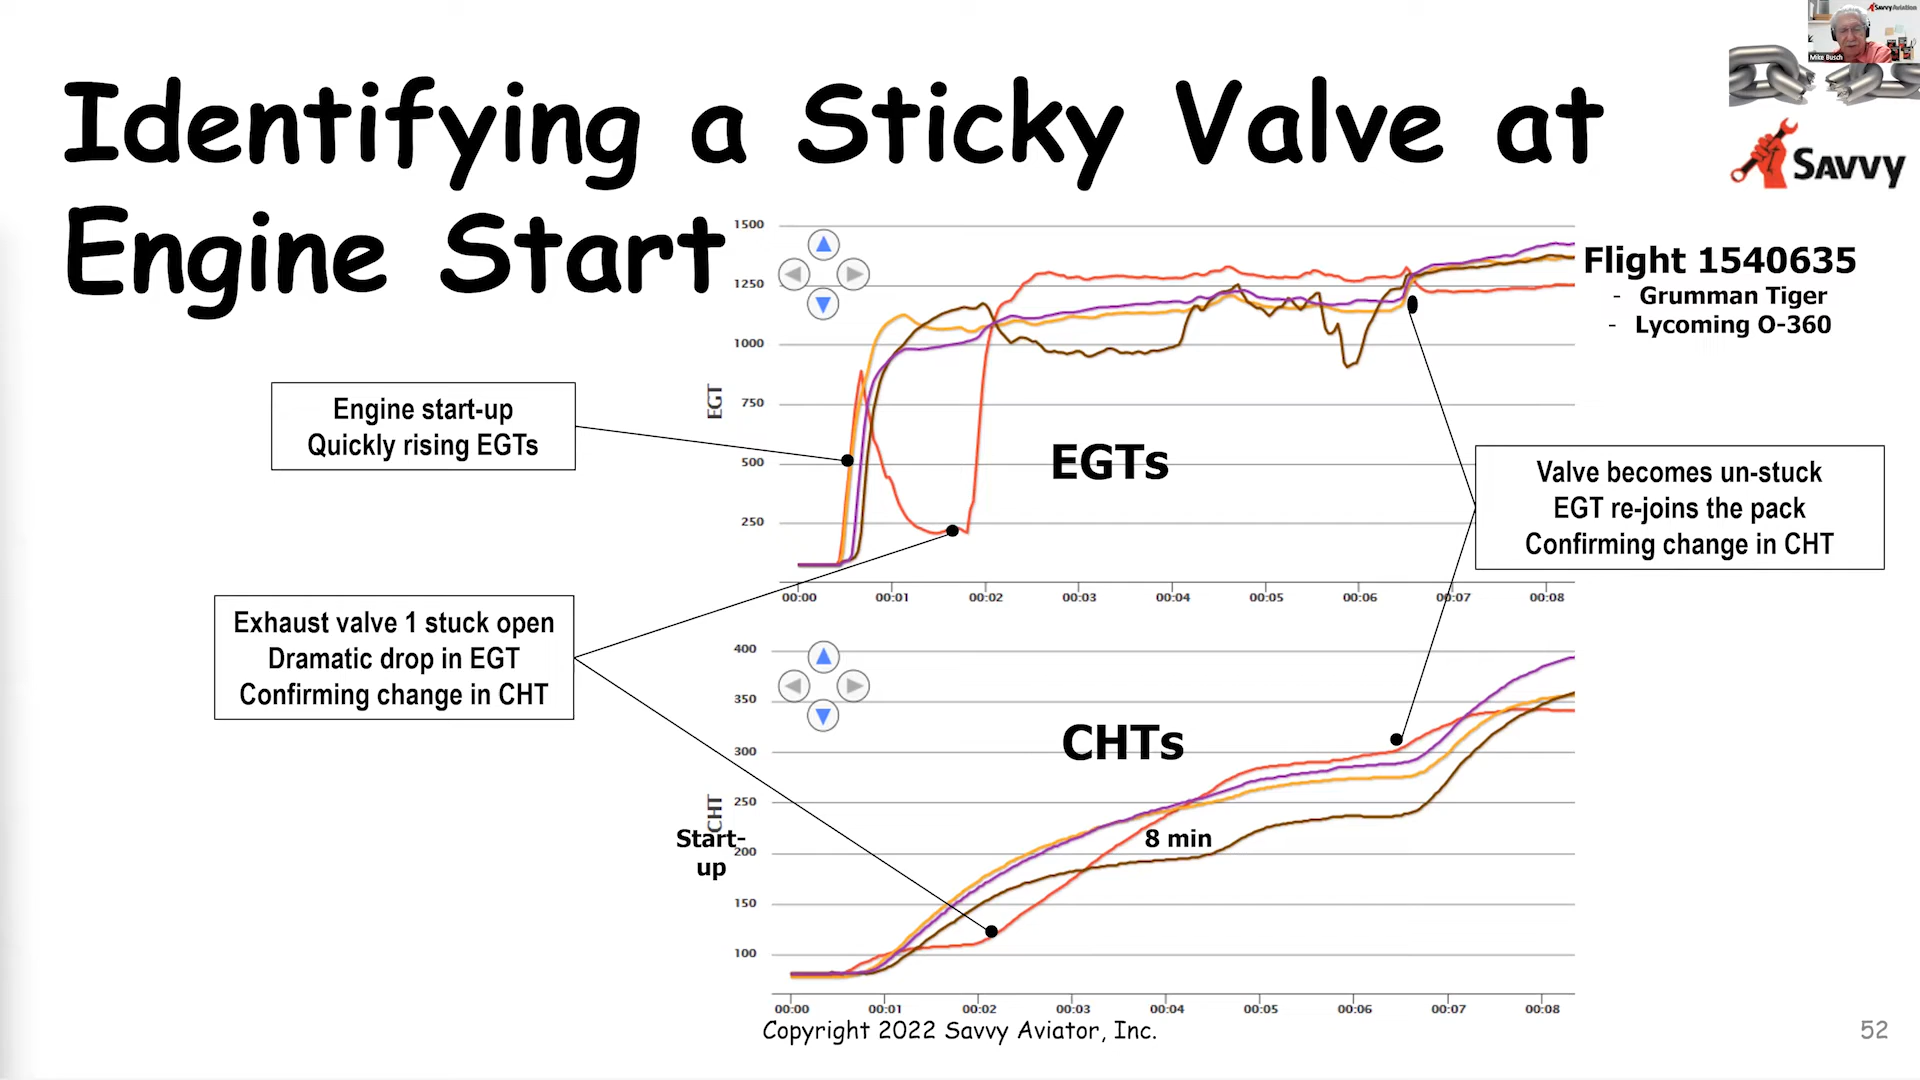 Identifying a Sticky Valve at
Engine Start
SavvyAviation
Mike Busch
SAVVY
Flight 1540635
- Grumman Tiger
- Lycoming O-360
Engine start-up
Quickly rising EGTs
Exhaust valve 1 stuck open
Dramatic drop in EGT
Confirming change in CHT
Valve becomes un-stuck
EGT re-joins the pack
Confirming change in CHT
1500
1250
1000
750
500
250
EGT
EGTs
00:00 00:01 00:02 00:03 00:04 00:05 00:06 00:07 00:08
400
350
300
250
200
150
100
CHT
CHTs
Start-
up
8 min
00:00 00:01 00:02 00:03 00:04 00:05 00:06 00:07 00:08
Copyright 2022 Savvy Aviator, Inc.
52